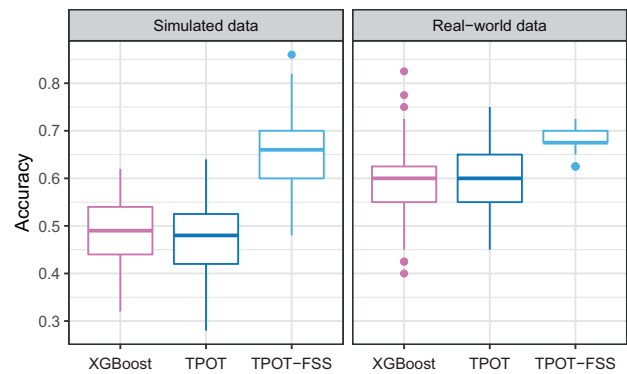 Simulated data
Real−world data
Accuracy
0.8
0.7
0.6
0.5
0.4
0.3
XGBoost TPOT TPOT−FSS
XGBoost TPOT TPOT−FSS